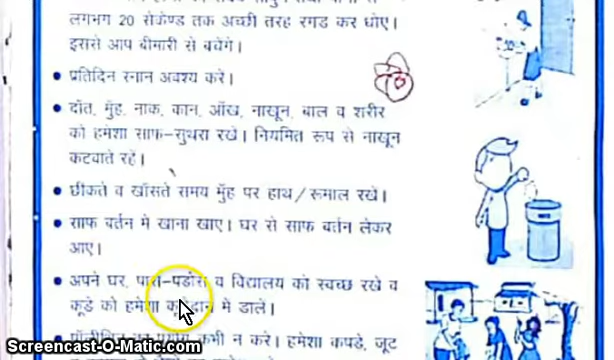 लगभग 20 सेकेण्ड तक अच्छी तरह रगड कर धोए।
इससे आप बीमारी से बचेगे।
• प्रतिदिन स्नान अवश्य करे।
• दाँत, मुँह, नाक, कान, आँख, नाखून, बाल व शरीर
को हमेशा साफ-सुथरा रखे। नियमित रूप से नाखून
कटवाते रहें।
• छीकते व खाँसते समय मुँह पर हाथ/रूमाल रखे।
• साफ बर्तन मे खाना खाए। घर से साफ बर्तन लेकर
आए।
• अपने घर, पास-पडोस व विद्यालय को स्वच्छ रखे व
कूडे को हमेशा कूडेदान मे डाले।
न करे। हमेशा कपडे, जूट
Screencast-O-Matic.com